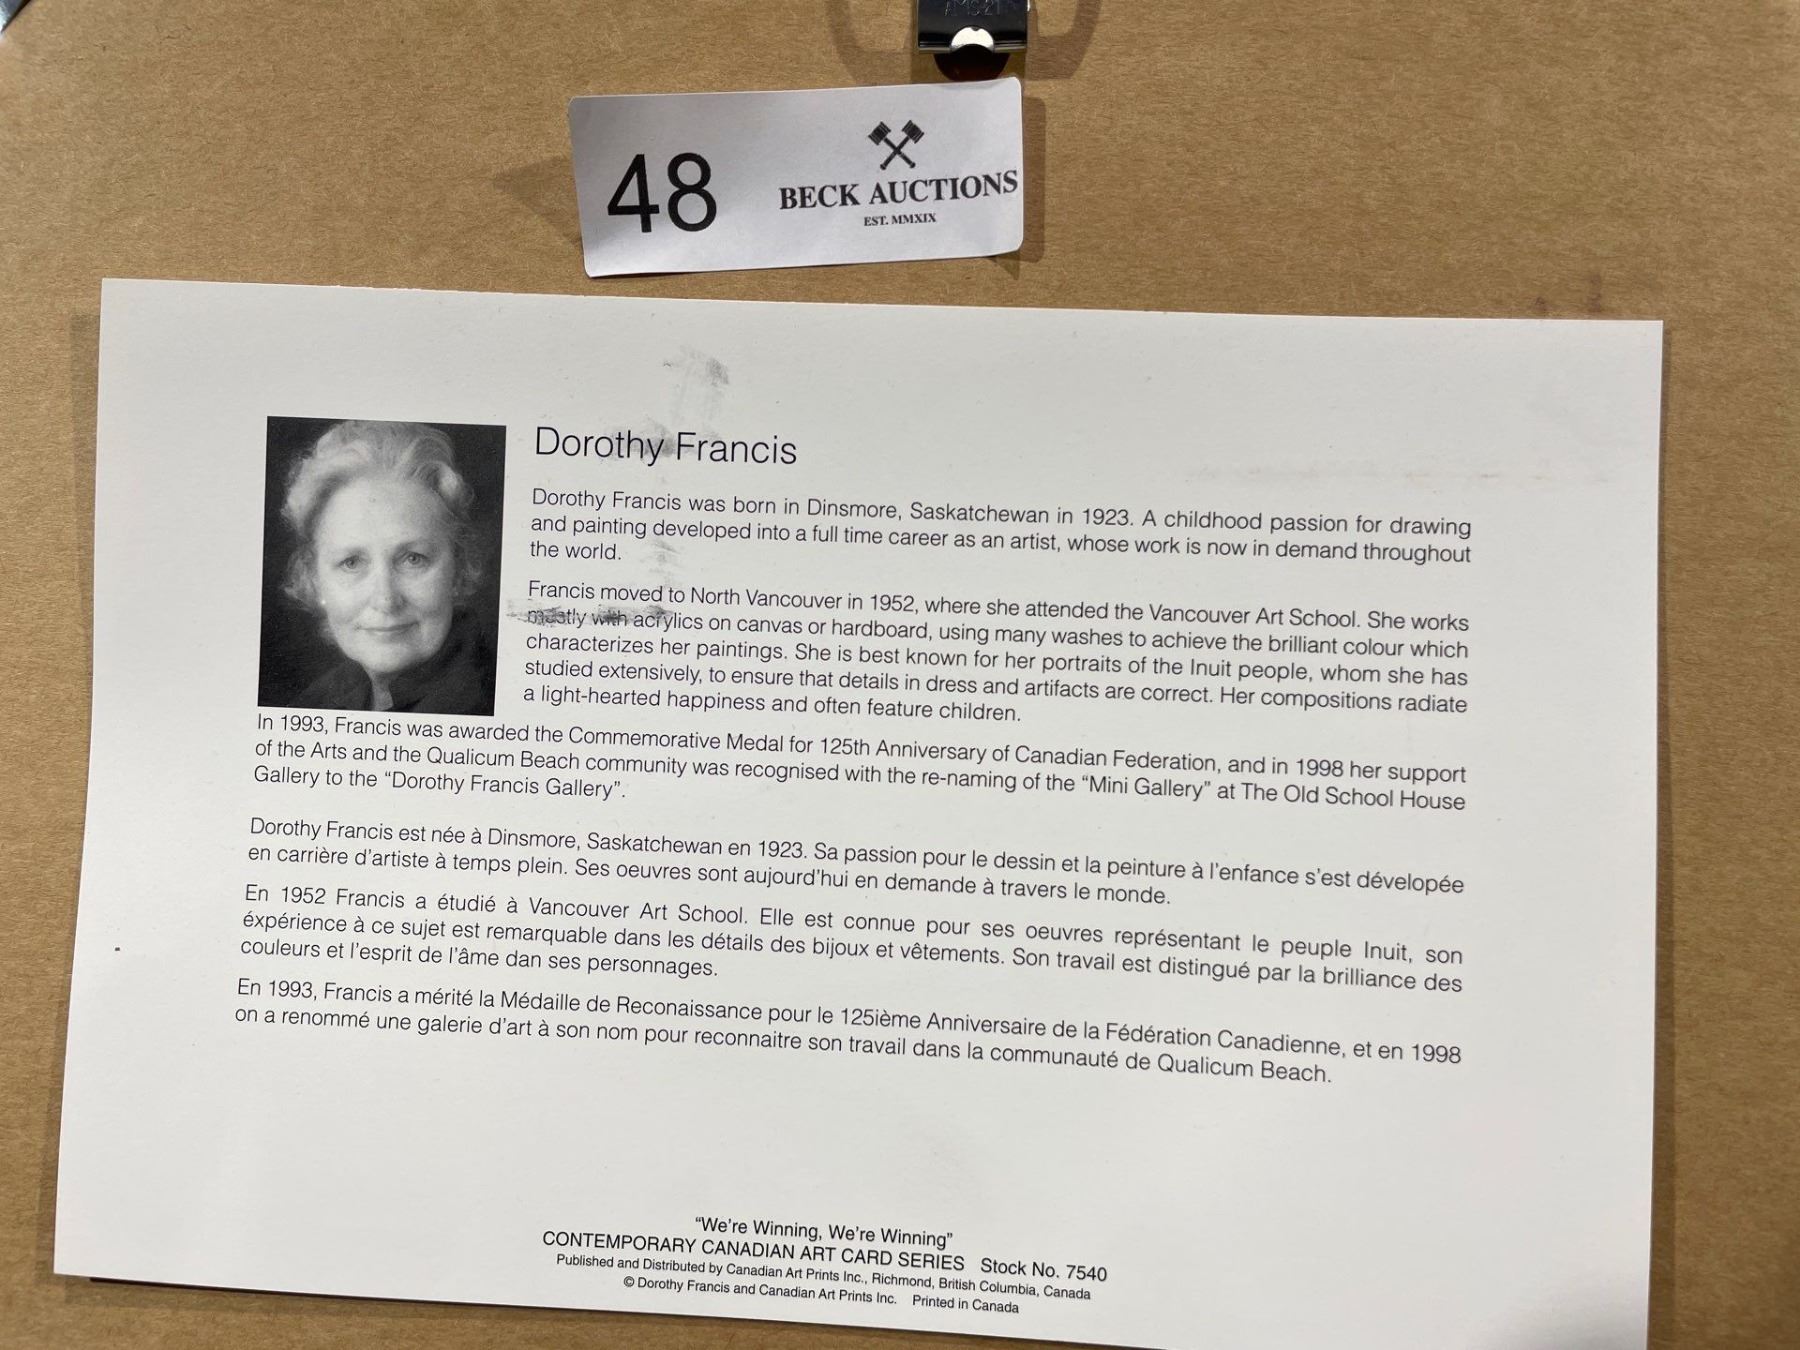 AMS-21
48
BECK AUCTIONS
EST. MMXIX
Dorothy Francis
Dorothy Francis was born in Dinsmore, Saskatchewan in 1923. A childhood passion for drawing
and painting developed into a full time career as an artist, whose work is now in demand throughout
the world.
Francis moved to North Vancouver in 1952, where she attended the Vancouver Art School. She works
mostly with acrylics on canvas or hardboard, using many washes to achieve the brilliant colour which
characterizes her paintings. She is best known for her portraits of the Inuit people, whom she has
studied extensively, to ensure that details in dress and artifacts are correct. Her compositions radiate
a light-hearted happiness and often feature children.
In 1993, Francis was awarded the Commemorative Medal for 125th Anniversary of Canadian Federation, and in 1998 her support
of the Arts and the Qualicum Beach community was recognised with the re-naming of the “Mini Gallery” at The Old School House
Gallery to the “Dorothy Francis Gallery”.
Dorothy Francis est née à Dinsmore, Saskatchewan en 1923. Sa passion pour le dessin et la peinture à l’enfance s’est dévelopée
en carrière d’artiste à temps plein. Ses oeuvres sont aujourd’hui en demande à travers le monde.
En 1952 Francis a étudié à Vancouver Art School. Elle est connue pour ses oeuvres représentant le peuple Inuit, son
éxpérience à ce sujet est remarquable dans les détails des bijoux et vêtements. Son travail est distingué par la brilliance des
couleurs et l’esprit de l’âme dan ses personnages.
En 1993, Francis a mérité la Médaille de Reconaissance pour le 125ième Anniversaire de la Fédération Canadienne, et en 1998
on a renommé une galerie d’art à son nom pour reconnaitre son travail dans la communauté de Qualicum Beach.
“We’re Winning, We’re Winning”
CONTEMPORARY CANADIAN ART CARD SERIES Stock No. 7540
Published and Distributed by Canadian Art Prints Inc., Richmond, British Columbia, Canada
© Dorothy Francis and Canadian Art Prints Inc. Printed in Canada